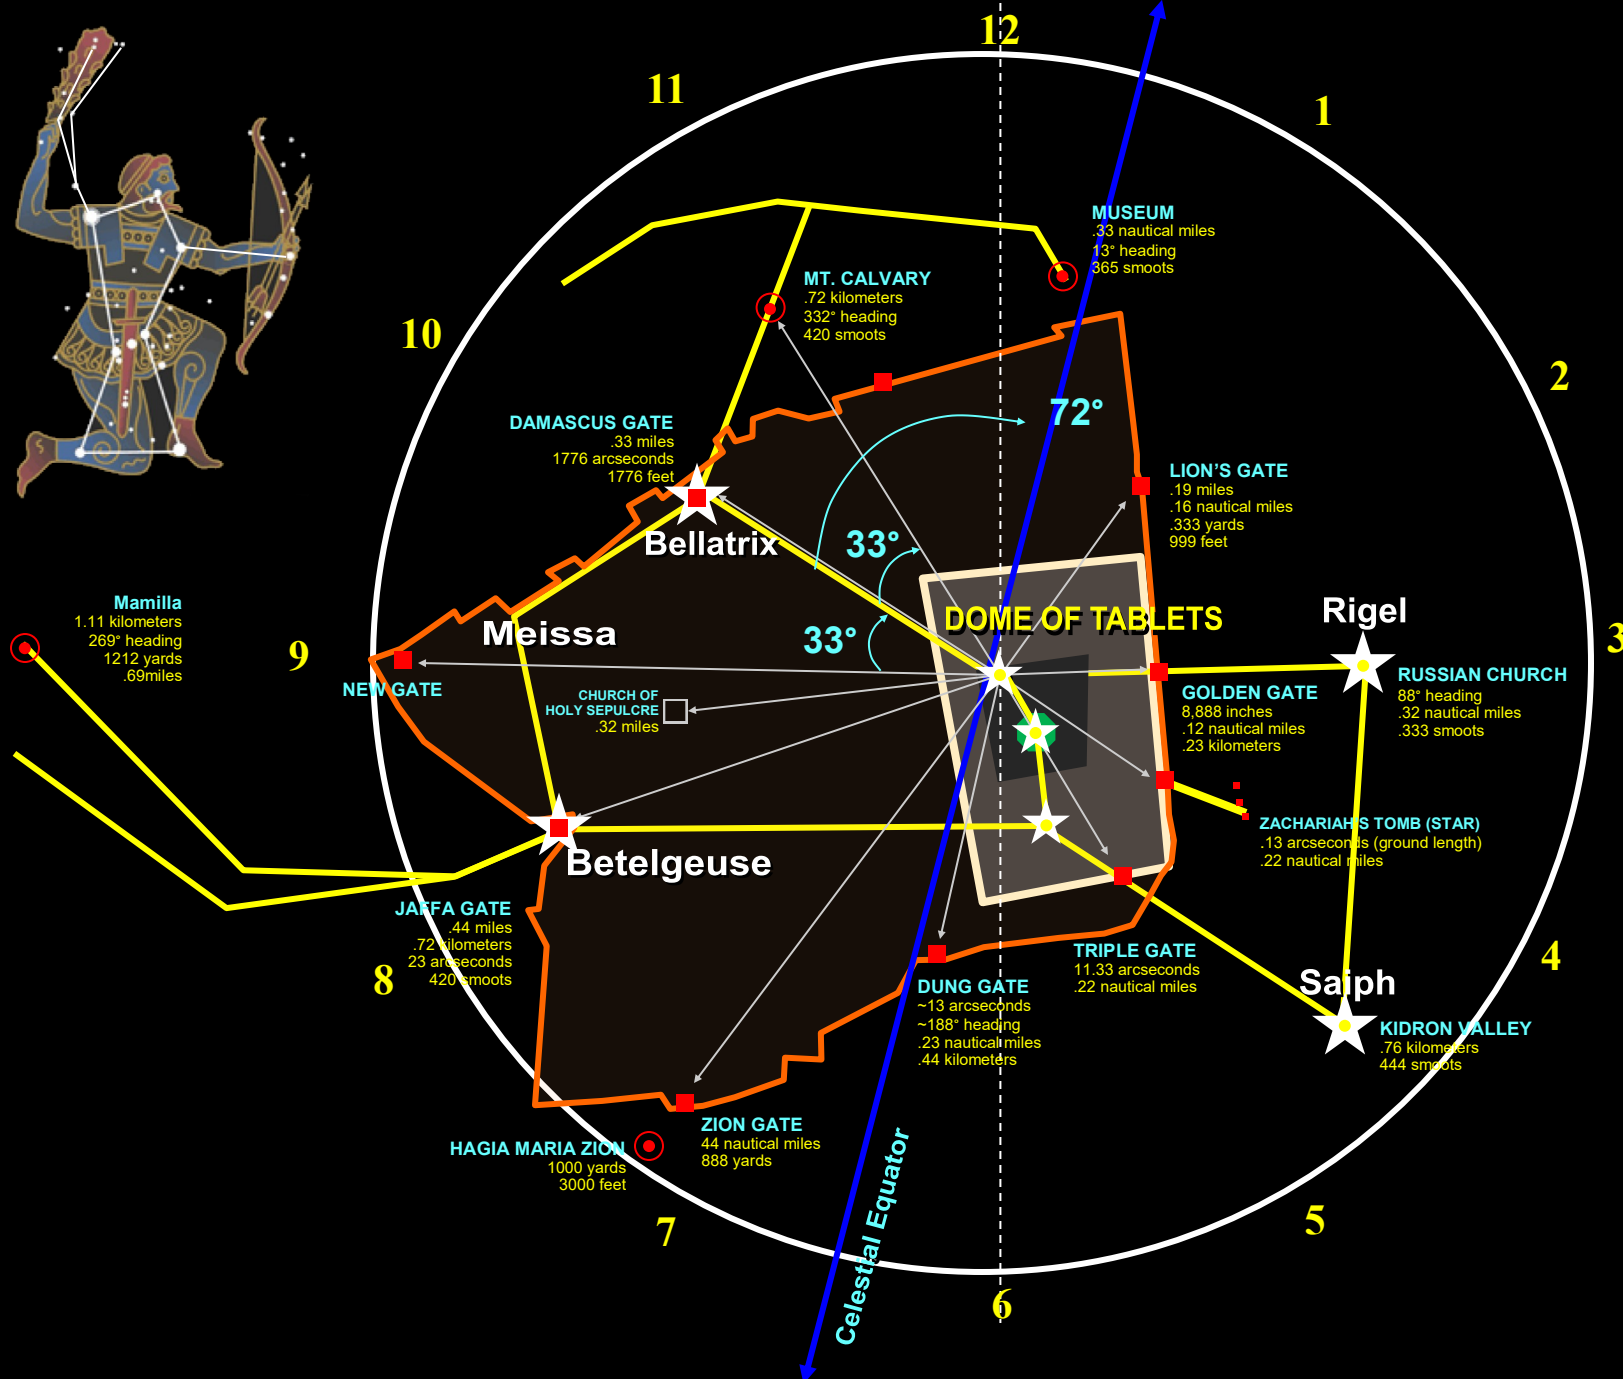 12
11
1
MUSEUM
.33 nautical miles
13° heading
365 smoots
MT. CALVARY
.72 kilometers
332° heading
420 smoots
10
2
72°
DAMASCUS GATE
.33 miles
1776 arcseconds
1776 feet
LION'S GATE
.19 miles
.16 nautical miles
.333 yards
999 feet
Bellatrix
33°
Mamilla
1.11 kilometers
269° heading
1212 yards
.69miles
DOME OF TABLETS
Rigel
Meissa
33°
9
3
NEW GATE
CHURCH OF
HOLY SEPULCRE
.32 miles
GOLDEN GATE
8,888 inches
.12 nautical miles
.23 kilometers
RUSSIAN CHURCH
88° heading
.32 nautical miles
.333 smoots
ZACHARIAH'S TOMB (STAR)
.13 arcseconds (ground length)
.22 nautical miles
Betelgeuse
JAFFA GATE
.44 miles
.72 kilometers
23 arcseconds
420 smoots
8
4
TRIPLE GATE
11.33 arcseconds
.22 nautical miles
Saiph
DUNG GATE
~13 arcseconds
~188° heading
.23 nautical miles
.44 kilometers
KIDRON VALLEY
.76 kilometers
444 smoots
ZION GATE
44 nautical miles
888 yards
HAGIA MARIA ZION
1000 yards
3000 feet
7
5
Celestial Equator
6